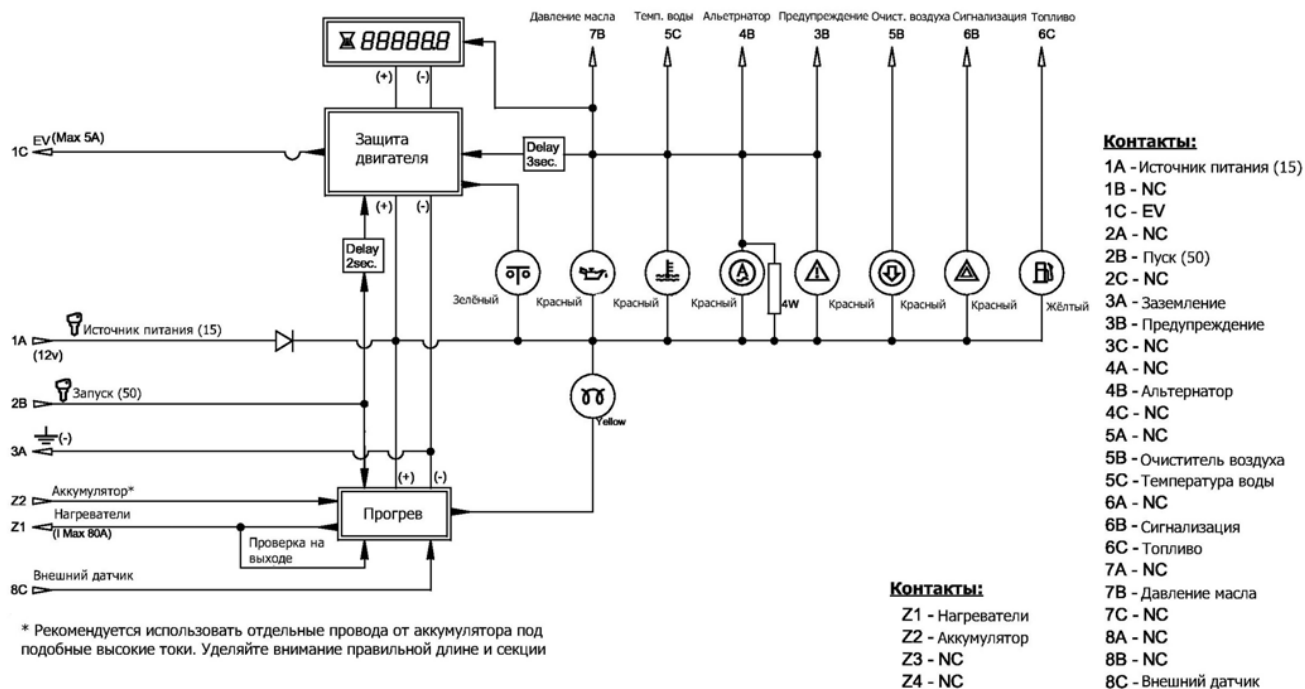 Давление масла
7B
Темп. воды
5C
Альетрнатор
4B
Предупреждение
3B
Очист. воздуха
5B
Сигнализация
6B
Топливо
6C
888888
(+) (-)
Защита
двигателя
(+) (-)
1C EV (Max 5A)
Delay
3sec.
Delay
2sec.
Зелёный
Красный
Красный
Красный
4W
Красный
Красный
Красный
Жёлтый
1A Источник питания (15)
(12v)
2B Запуск (50)
Yellow
3A (-)
(+) (-)
Z2 Аккумулятор*
Z1 Нагреватели
(I Max 80A)
Прогрев
Проверка на
выходе
8C Внешний датчик
* Рекомендуется использовать отдельные провода от аккумулятора под
подобные высокие токи. Уделяйте внимание правильной длине и секции
Контакты:
Z1 - Нагреватели
Z2 - Аккумулятор
Z3 - NC
Z4 - NC
Контакты:
1A - Источник питания (15)
1B - NC
1C - EV
2A - NC
2B - Пуск (50)
2C - NC
3A - Заземление
3B - Предупреждение
3C - NC
4A - NC
4B - Альтернатор
4C - NC
5A - NC
5B - Очиститель воздуха
5C - Температура воды
6A - NC
6B - Сигнализация
6C - Топливо
7A - NC
7B - Давление масла
7C - NC
8A - NC
8B - NC
8C - Внешний датчик